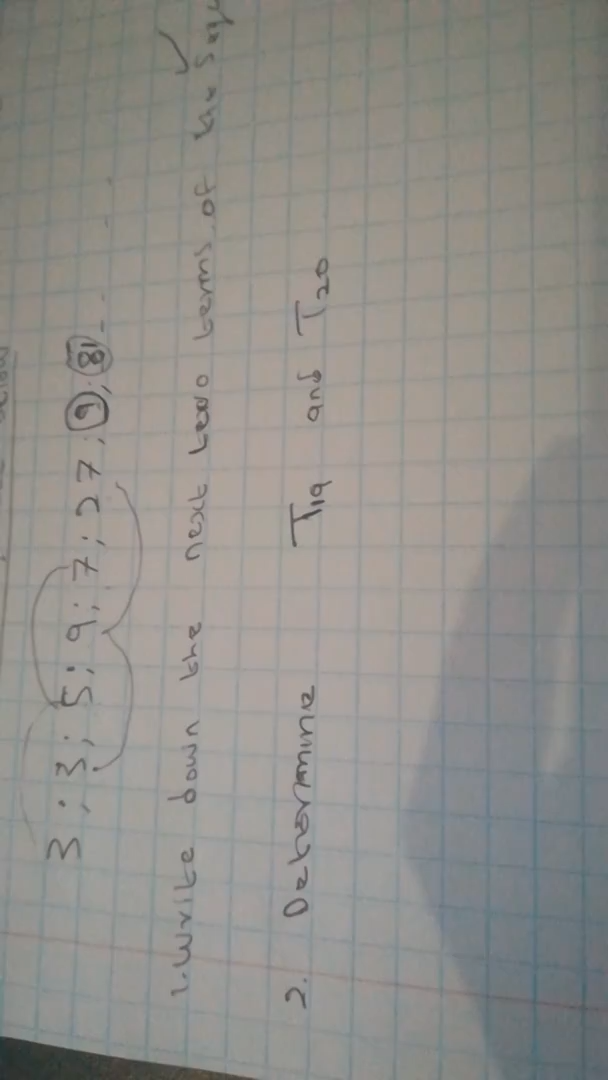 3 ; 3 ; 5 ; 9 ; 7 ; 27 ; 9 ; 81 - - - -
1. Write down the next two terms of the
2. Determine T19 and T20